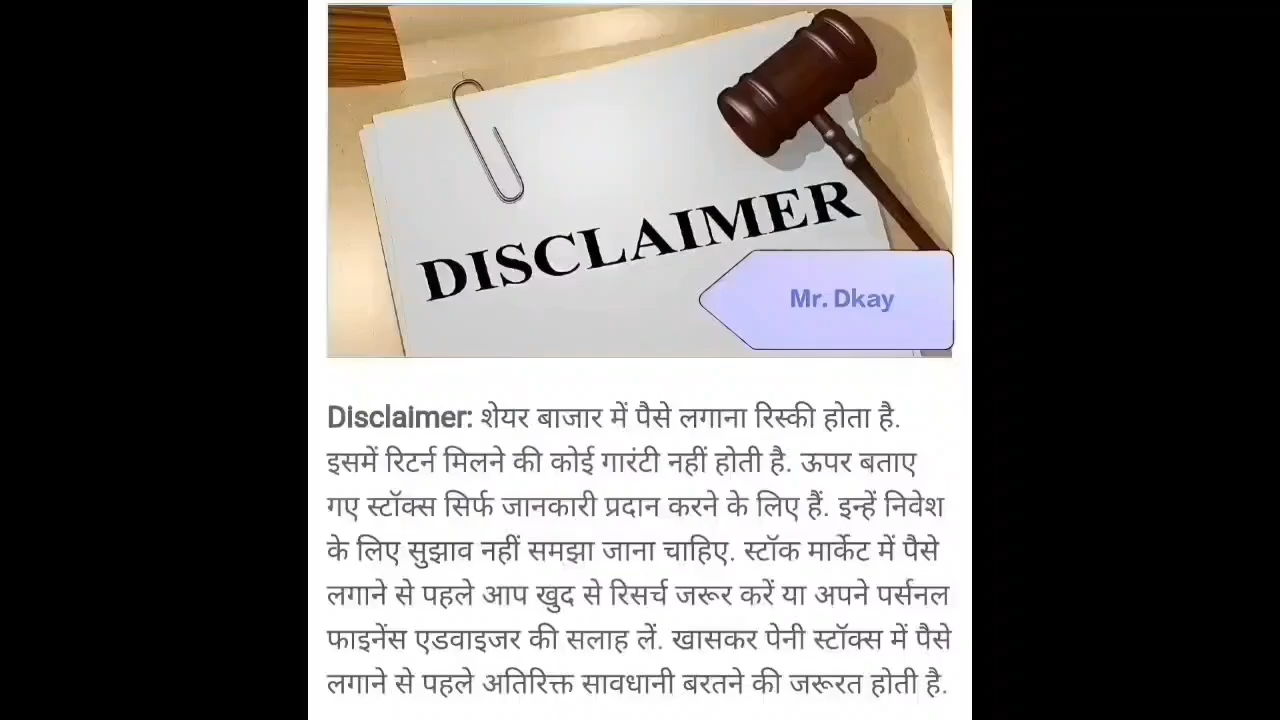 DISCLAIMER
Mr. Dkay
Disclaimer: शेयर बाजार में पैसे लगाना रिस्की होता है.
इसमें रिटर्न मिलने की कोई गारंटी नहीं होती है. ऊपर बताए
गए स्टॉक्स सिर्फ जानकारी प्रदान करने के लिए हैं. इन्हें निवेश
के लिए सुझाव नहीं समझा जाना चाहिए. स्टॉक मार्केट में पैसे
लगाने से पहले आप खुद से रिसर्च जरूर करें या अपने पर्सनल
फाइनेंस एडवाइजर की सलाह लें. खासकर पेनी स्टॉक्स में पैसे
लगाने से पहले अतिरिक्त सावधानी बरतने की जरूरत होती है.